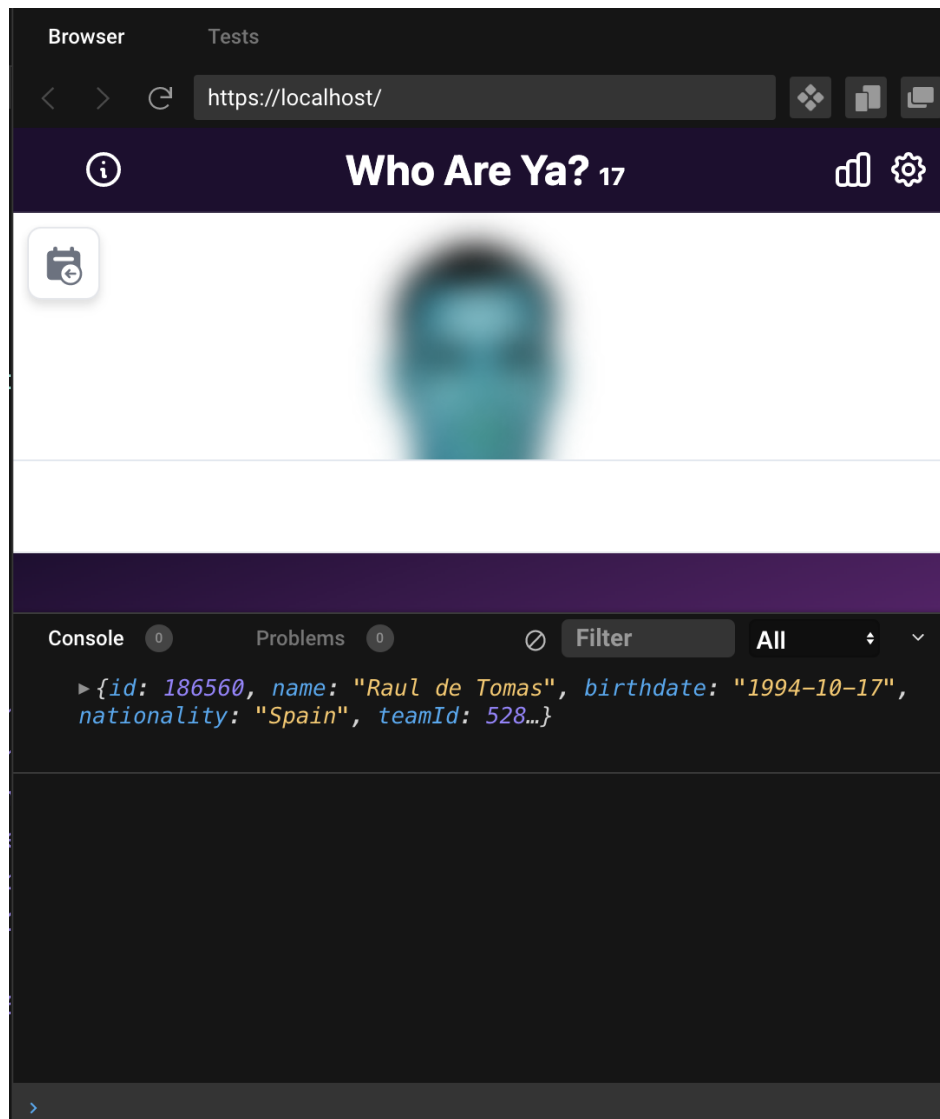 Browser Tests
https://localhost/
Who Are Ya? 17
Console 0 Problems 0 Filter All
▶{id: 186560, name: "Raul de Tomas", birthdate: "1994-10-17",
nationality: "Spain", teamId: 528…}
›